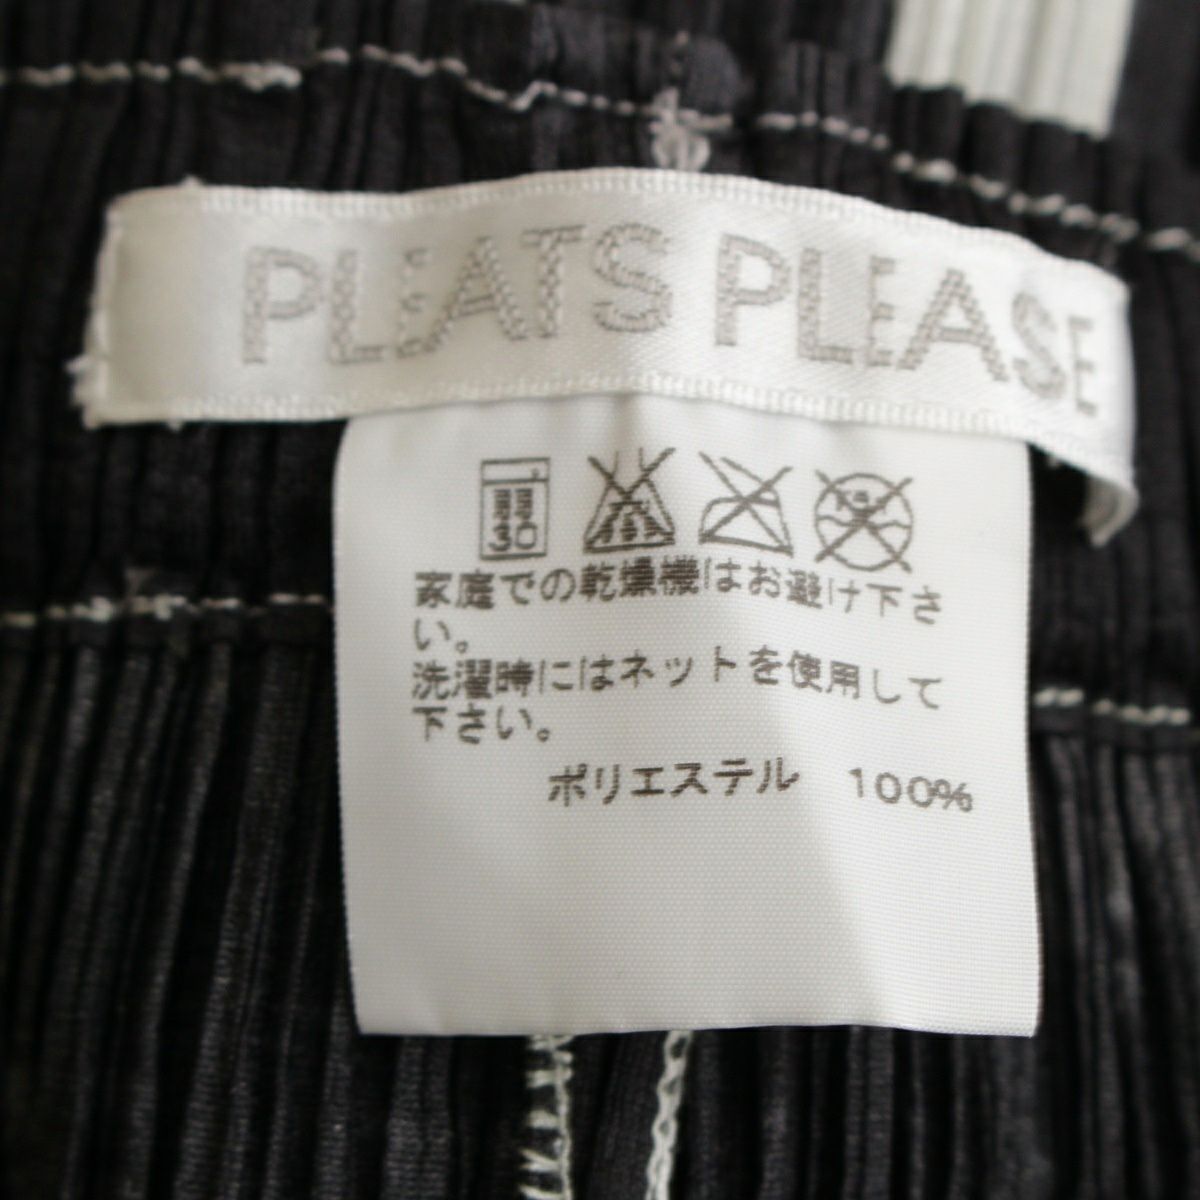 PLEATS PLEASE
30
家庭での乾燥機はお避け下さ
い。
洗濯時にはネットを使用して
下さい。
ポリエステル 100%